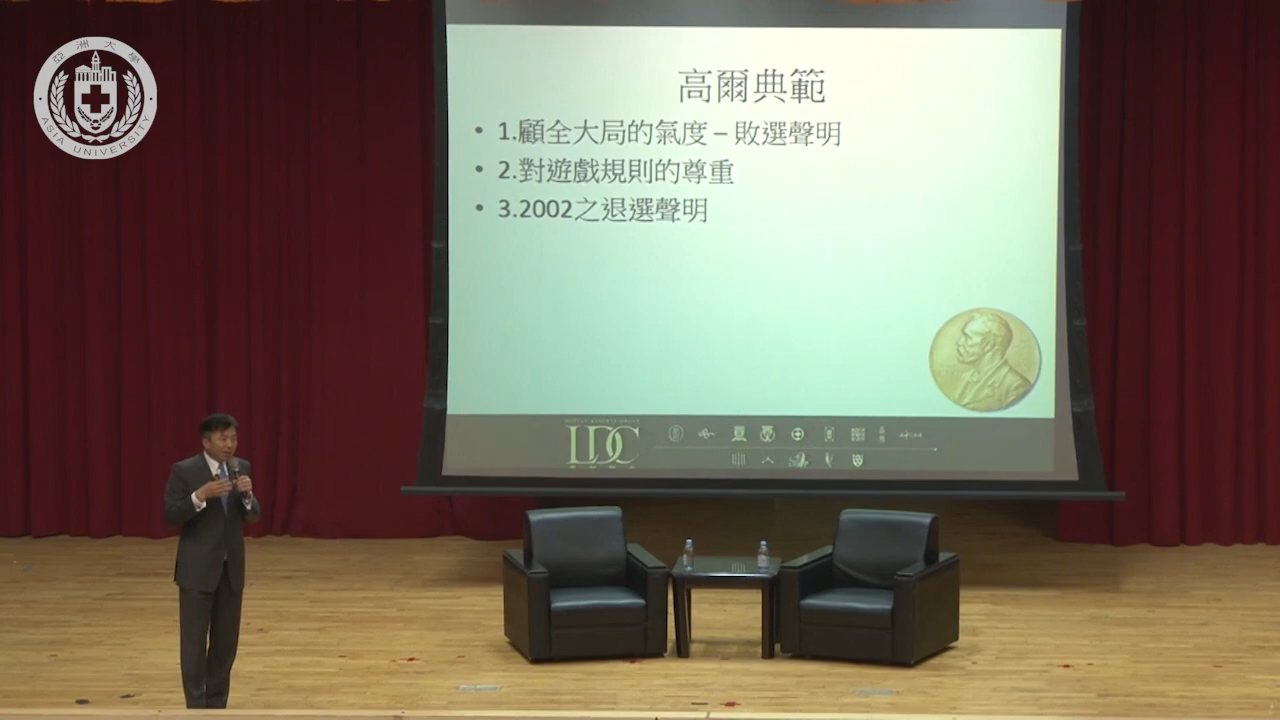 亞洲大學
ASIA UNIVERSITY
高爾典範
• 1.顧全大局的氣度 – 敗選聲明
• 2.對遊戲規則的尊重
• 3.2002之退選聲明